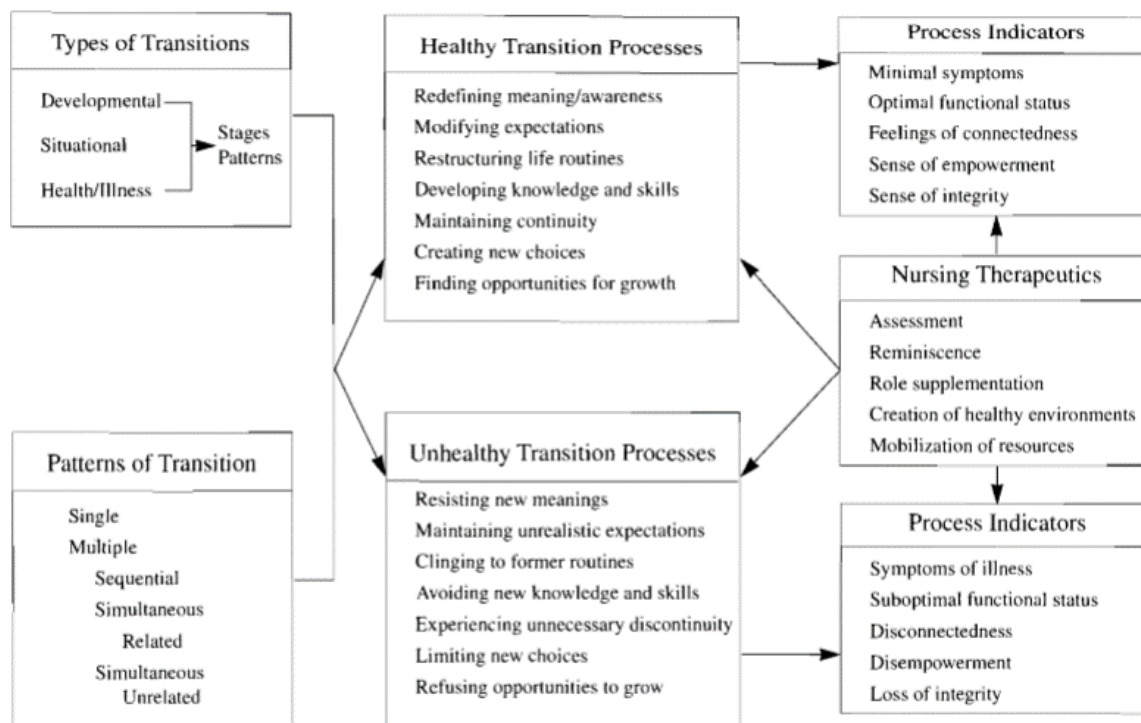 Types of Transitions
Developmental
Situational
Health/Illness
Stages
Patterns
Patterns of Transition
Single
Multiple
Sequential
Simultaneous
Related
Simultaneous
Unrelated
Healthy Transition Processes
Redefining meaning/awareness
Modifying expectations
Restructuring life routines
Developing knowledge and skills
Maintaining continuity
Creating new choices
Finding opportunities for growth
Unhealthy Transition Processes
Resisting new meanings
Maintaining unrealistic expectations
Clinging to former routines
Avoiding new knowledge and skills
Experiencing unnecessary discontinuity
Limiting new choices
Refusing opportunities to grow
Process Indicators
Minimal symptoms
Optimal functional status
Feelings of connectedness
Sense of empowerment
Sense of integrity
Nursing Therapeutics
Assessment
Reminiscence
Role supplementation
Creation of healthy environments
Mobilization of resources
Process Indicators
Symptoms of illness
Suboptimal functional status
Disconnectedness
Disempowerment
Loss of integrity